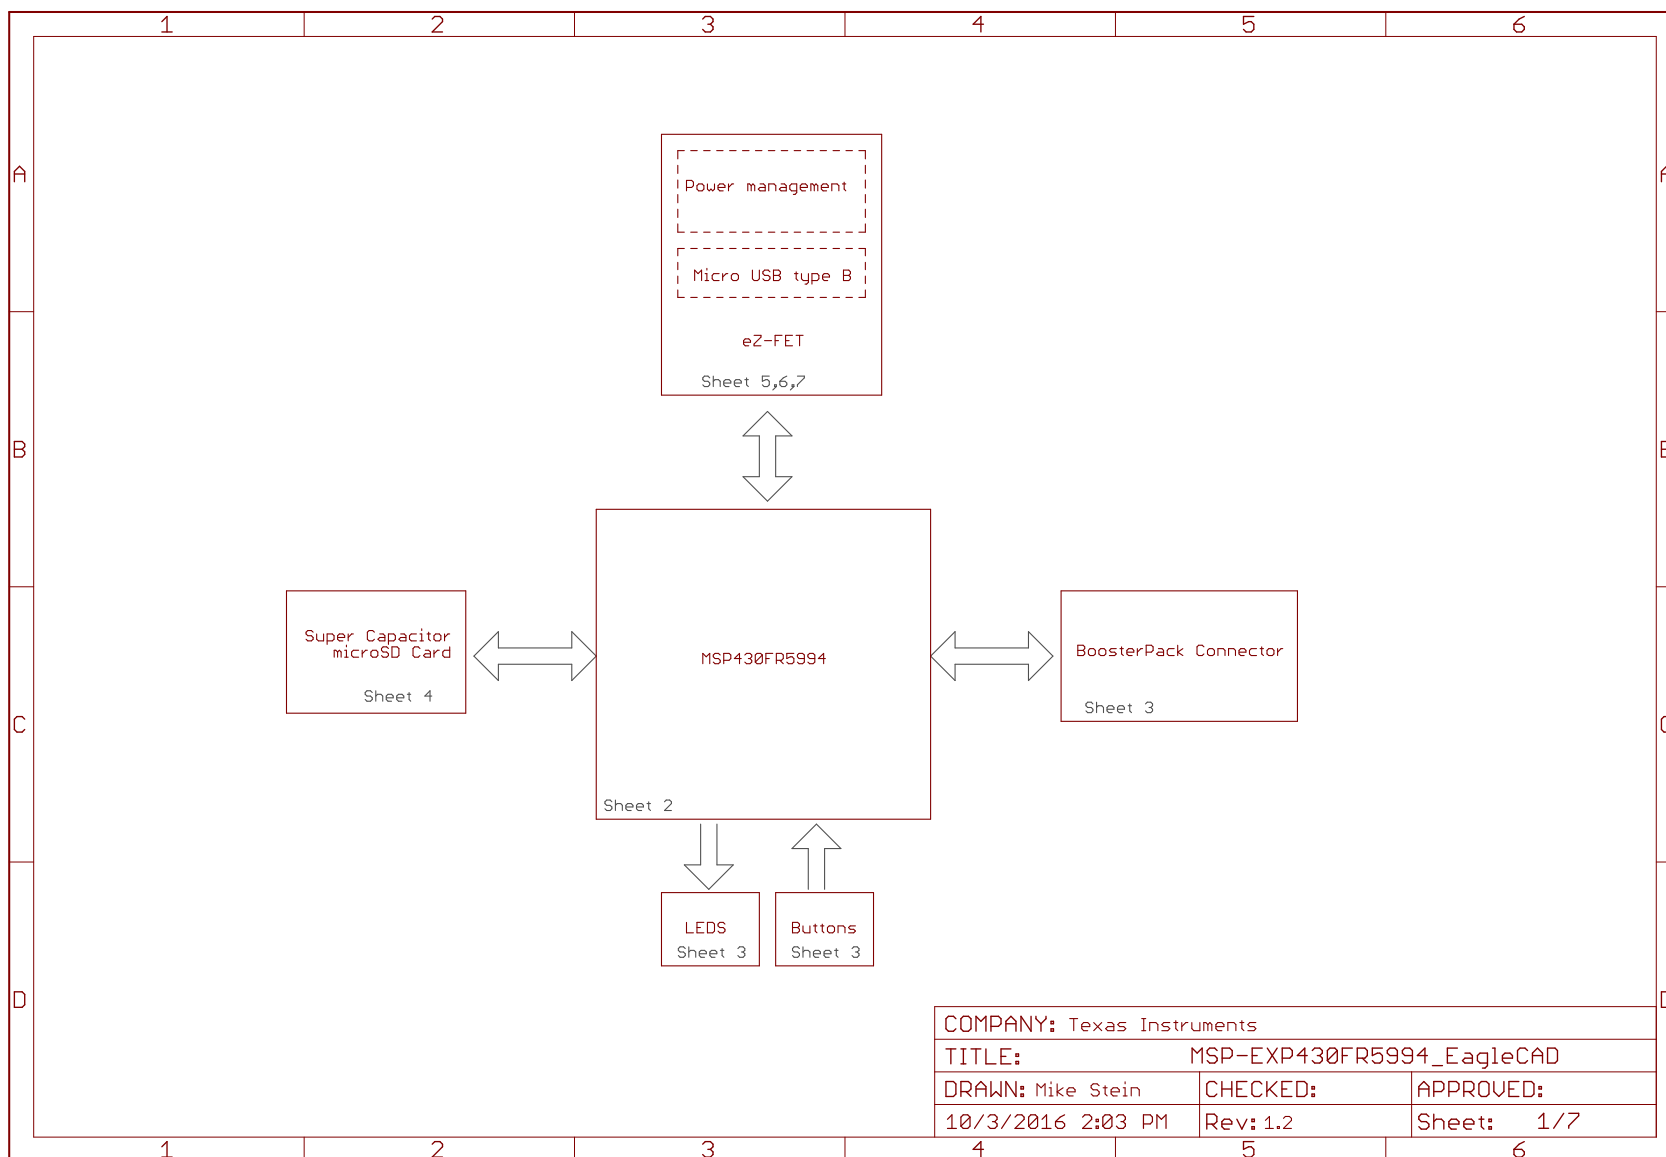 1 2 3 4 5 6
A
Power management
Micro USB type B
eZ-FET
Sheet 5,6,7
B
Super Capacitor
microSD Card
Sheet 4
MSP430FR5994
Sheet 2
BoosterPack Connector
Sheet 3
C
LEDS
Sheet 3
Buttons
Sheet 3
D
COMPANY: Texas Instruments
TITLE: MSP-EXP430FR5994_EagleCAD
DRAWN: Mike Stein CHECKED: APPROVED:
10/3/2016 2:03 PM Rev: 1.2 Sheet: 1/7
1 2 3 4 5 6